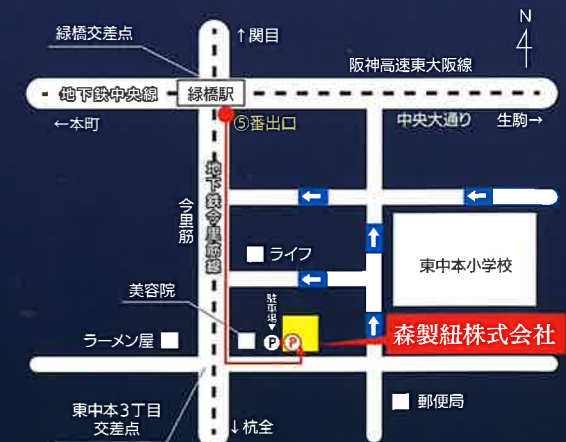 緑橋交差点
↑関目
N
阪神高速東大阪線
地下鉄中央線
緑橋駅
←本町
⑤番出口
中央大通り
生駒→
地下鉄今里筋線
今里筋
ライフ
東中本小学校
美容院
駐車場▼
P
P
ラーメン屋
森製紐株式会社
東中本3丁目
交差点
↓杭全
郵便局